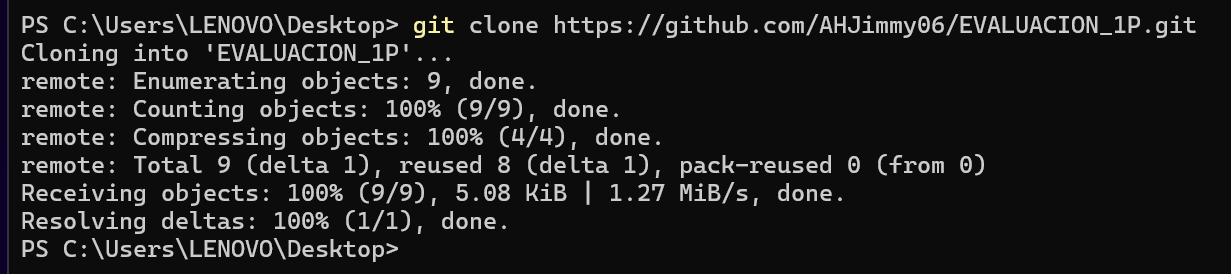 PS C:\Users\LENOVO\Desktop> git clone https://github.com/AHJimmy06/EVALUACION_1P.git
Cloning into 'EVALUACION_1P'...
remote: Enumerating objects: 9, done.
remote: Counting objects: 100% (9/9), done.
remote: Compressing objects: 100% (4/4), done.
remote: Total 9 (delta 1), reused 8 (delta 1), pack-reused 0 (from 0)
Receiving objects: 100% (9/9), 5.08 KiB | 1.27 MiB/s, done.
Resolving deltas: 100% (1/1), done.
PS C:\Users\LENOVO\Desktop>